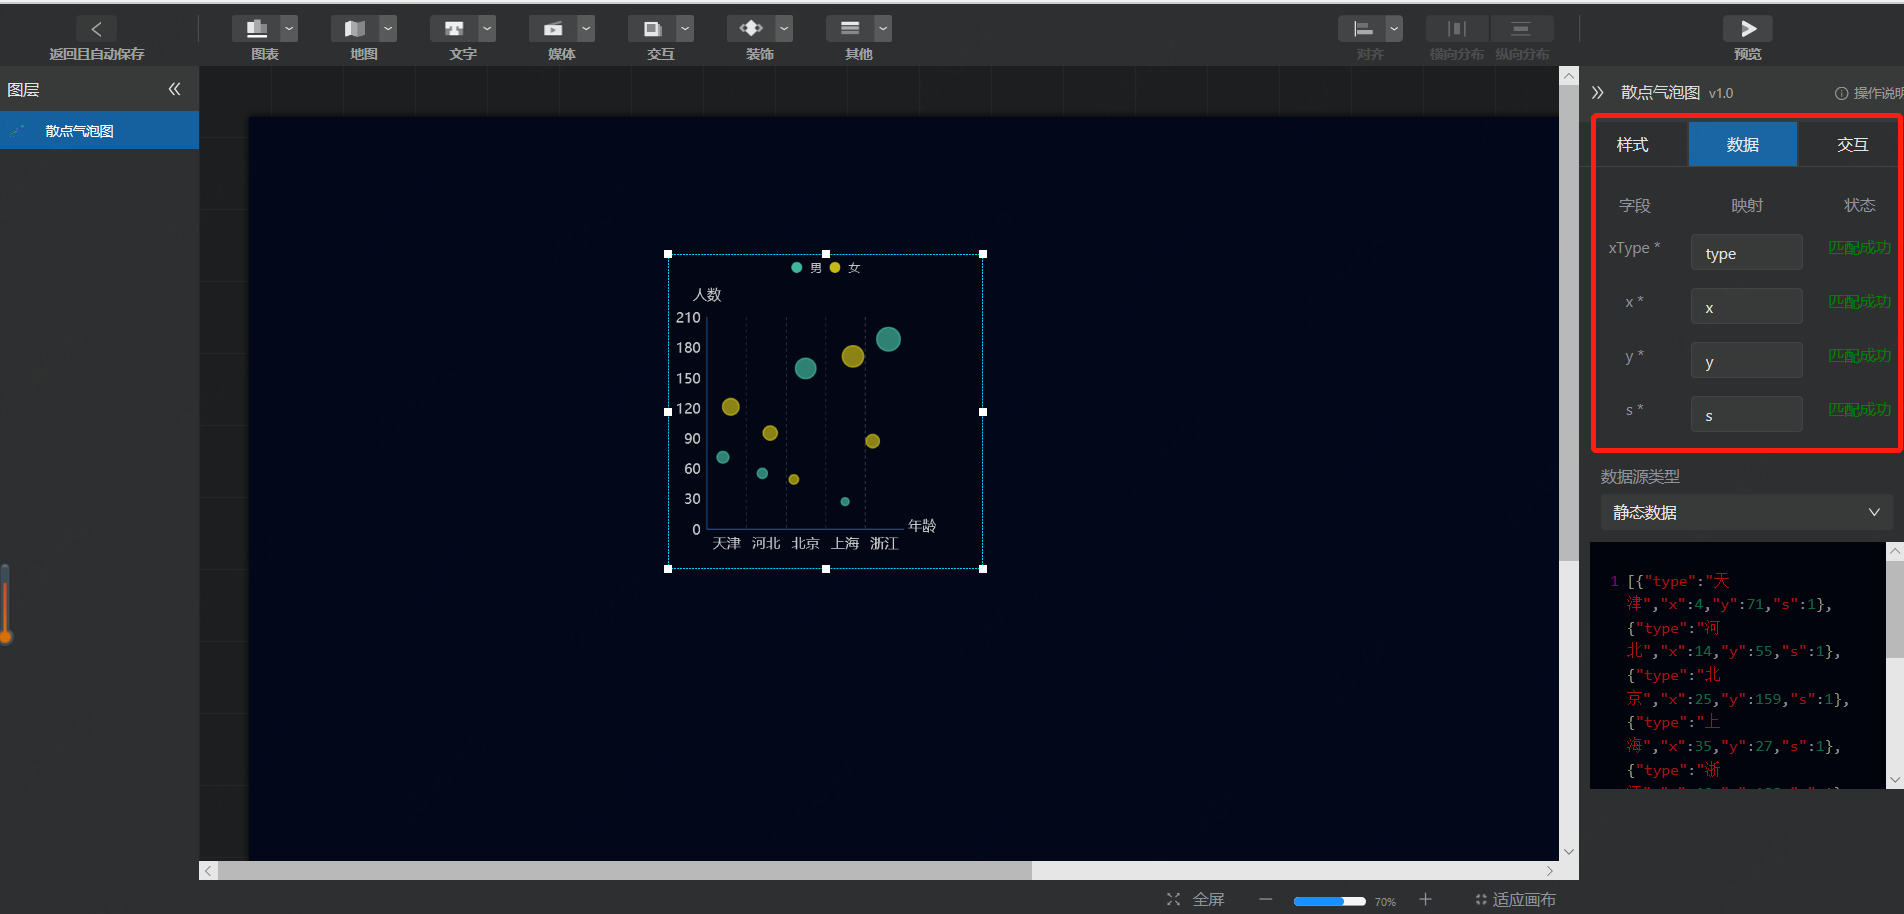 返回且自动保存
图表
地图
文字
媒体
交互
装饰
其他
对齐
横向分布
纵向分布
预览
图层
散点气泡图
男 女
人数
210
180
150
120
90
60
30
0
年龄
天津 河北 北京 上海 浙江
散点气泡图 v1.0
操作说明
样式 数据 交互
字段 映射 状态
xType * type 匹配成功
x * x 匹配成功
y * y 匹配成功
s * s 匹配成功
数据源类型
静态数据
1 [{"type":"天
津","x":4,"y":71,"s":1},
{"type":"河
北","x":14,"y":55,"s":1},
{"type":"北
京","x":25,"y":159,"s":1},
{"type":"上
海","x":35,"y":27,"s":1},
{"type":"浙
全屏
70%
适应画布